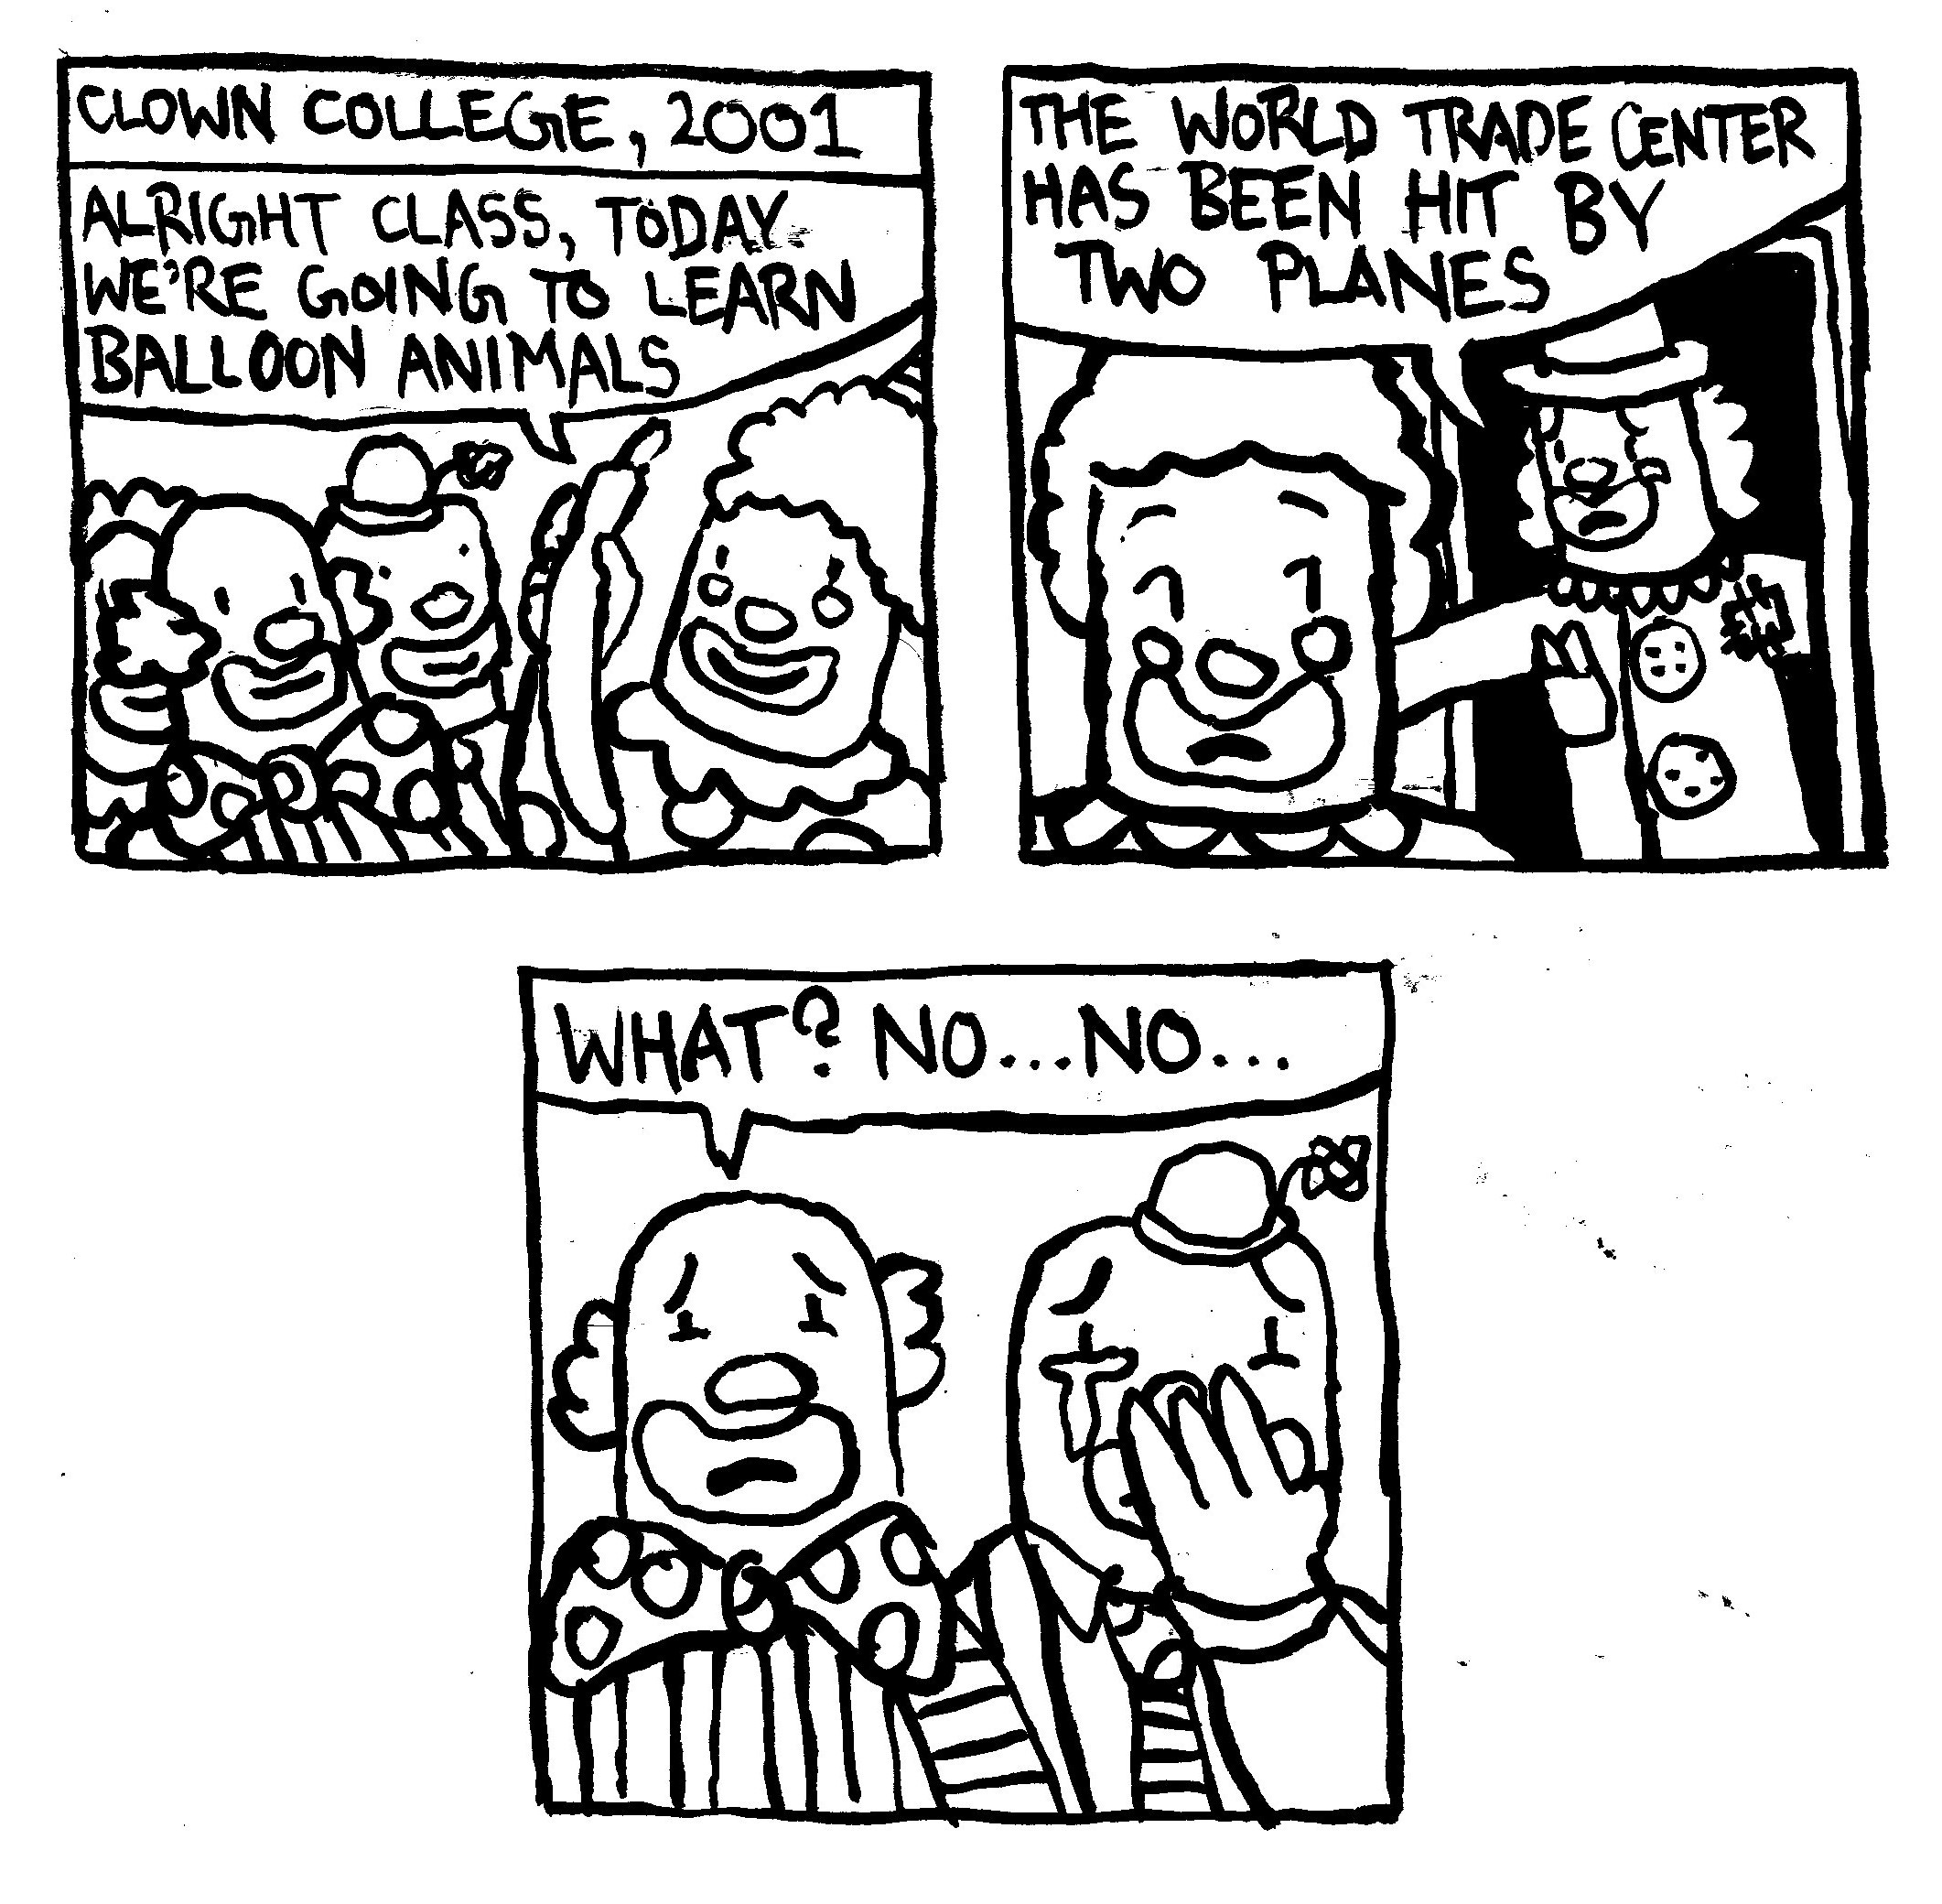 CLOWN COLLEGE, 2001
ALRIGHT CLASS, TODAY
WE'RE GOING TO LEARN
BALLOON ANIMALS
THE WORLD TRADE CENTER
HAS BEEN HIT BY
TWO PLANES
WHAT? NO...NO...